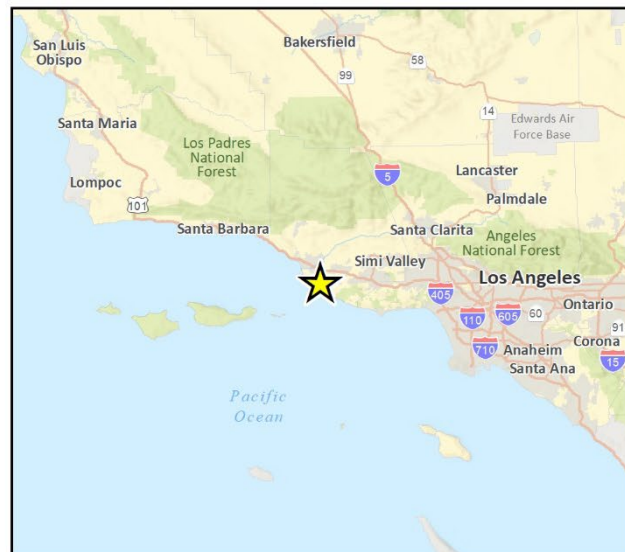 Bakersfield
58
San Luis
Obispo
99
14
Edwards Air
Force Base
Santa Maria
Los Padres
National
Forest
5
Lancaster
Lompoc
Palmdale
101
Santa Barbara
Santa Clarita
Angeles
National Forest
Simi Valley
Los Angeles
405
Ontario
110
605
60
91
Corona
710
Anaheim
15
Santa Ana
Pacific
Ocean